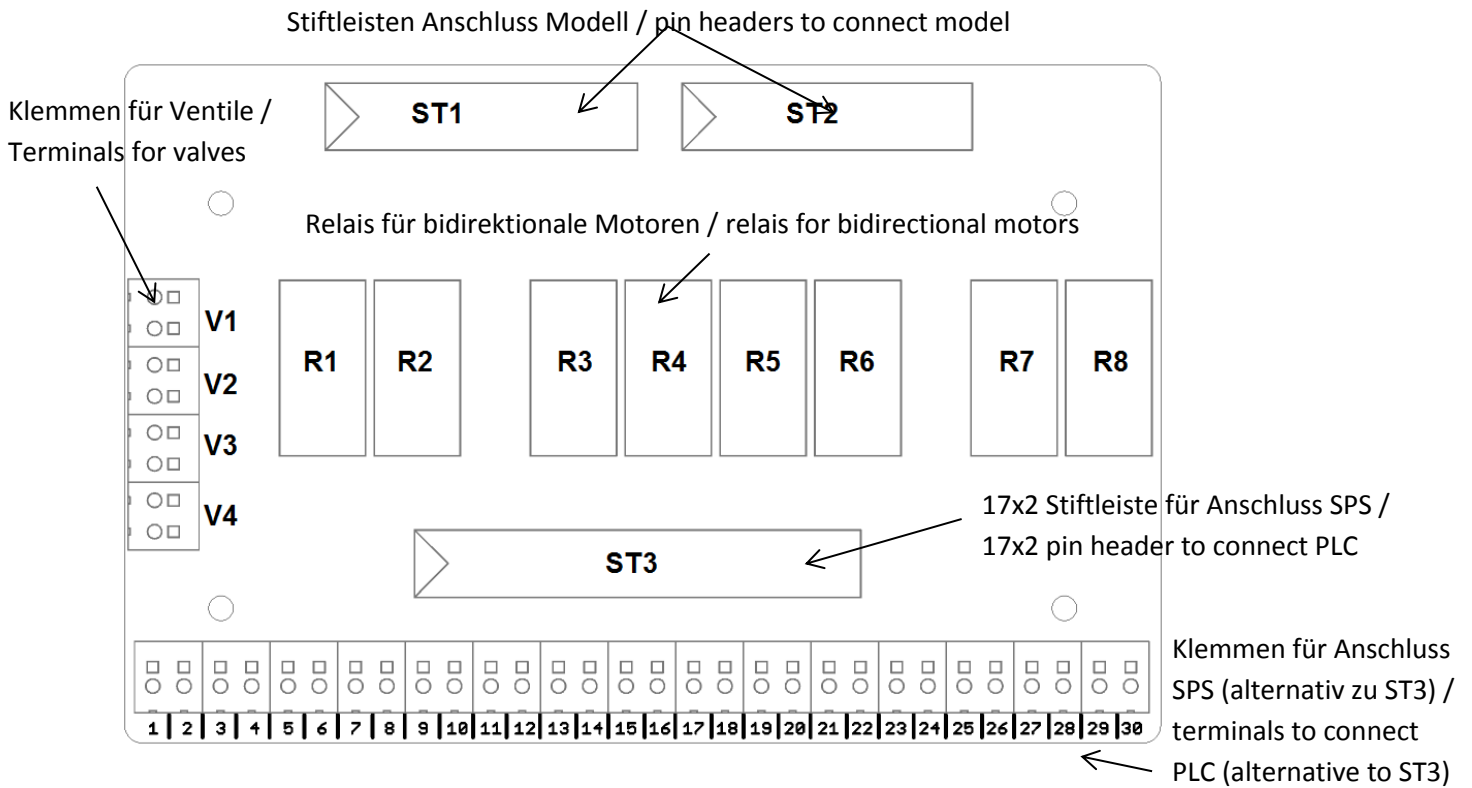 Stiftleisten Anschluss Modell / pin headers to connect model
Klemmen für Ventile /
Terminals for valves
ST1
ST2
Relais für bidirektionale Motoren / relais for bidirectional motors
V1
V2
V3
V4
R1
R2
R3
R4
R5
R6
R7
R8
17x2 Stiftleiste für Anschluss SPS /
17x2 pin header to connect PLC
ST3
Klemmen für Anschluss
SPS (alternativ zu ST3) /
terminals to connect
PLC (alternative to ST3)
1 2 3 4 5 6 7 8 9 10 11 12 13 14 15 16 17 18 19 20 21 22 23 24 25 26 27 28 29 30